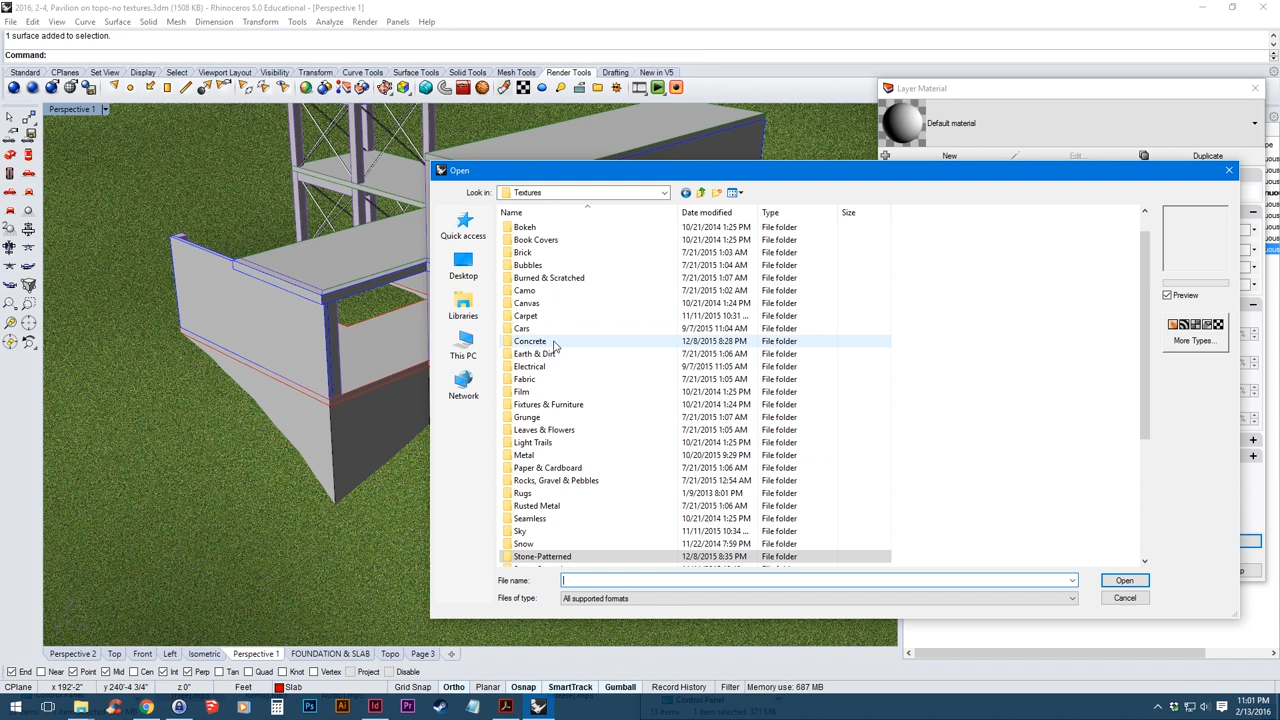 2016, 2-4, Pavilion on topo-no textures.3dm (1508 KB) - Rhinoceros 5.0 Educational - [Perspective 1]
File Edit View Curve Surface Solid Mesh Dimension Transform Tools Analyze Render Panels Help
1 surface added to selection.
Command:
Standard CPlanes Set View Display Select Viewport Layout Visibility Transform Curve Tools Surface Tools Solid Tools Mesh Tools Render Tools Drafting New in V5
Perspective 1
Layer Material
Default material
New Edit... Duplicate
Open
Look in: Textures
Name Date modified Type Size
Bokeh 10/21/2014 1:25 PM File folder
Book Covers 10/21/2014 1:25 PM File folder
Brick 7/21/2015 1:03 AM File folder
Bubbles 7/21/2015 1:04 AM File folder
Burned & Scratched 7/21/2015 1:07 AM File folder
Camo 7/21/2015 1:02 AM File folder
Canvas 10/21/2014 1:24 PM File folder
Carpet 11/11/2015 10:31 ... File folder
Cars 9/7/2015 11:04 AM File folder
Concrete 12/8/2015 8:28 PM File folder
Earth & Dirt 7/21/2015 1:06 AM File folder
Electrical 9/7/2015 11:05 AM File folder
Fabric 7/21/2015 1:05 AM File folder
Film 10/21/2014 1:25 PM File folder
Fixtures & Furniture 10/21/2014 1:24 PM File folder
Grunge 7/21/2015 1:07 AM File folder
Leaves & Flowers 7/21/2015 1:05 AM File folder
Light Trails 10/21/2014 1:25 PM File folder
Metal 10/20/2015 9:29 PM File folder
Paper & Cardboard 7/21/2015 1:06 AM File folder
Rocks, Gravel & Pebbles 7/21/2015 12:54 AM File folder
Rugs 1/9/2013 8:01 PM File folder
Rusted Metal 7/21/2015 1:06 AM File folder
Seamless 10/21/2014 1:25 PM File folder
Sky 11/11/2015 10:34 ... File folder
Snow 11/22/2014 7:59 PM File folder
Stone-Patterned 12/8/2015 8:35 PM File folder
Quick access
Desktop
Libraries
This PC
Network
Preview
More Types...
File name: Open
Files of type: All supported formats Cancel
Perspective 2 Top Front Left Isometric Perspective 1 FOUNDATION & SLAB Topo Page 3
End Near Point Mid Cen Int Perp Tan Quad Knot Vertex Project Disable
CPlane x 192'-2" y 240'-4 3/4" z 0" Feet Slab Grid Snap Ortho Planar Osnap SmartTrack Gumball Record History Filter Memory use: 687 MB
Control Panel
11:01 PM
2/13/2016